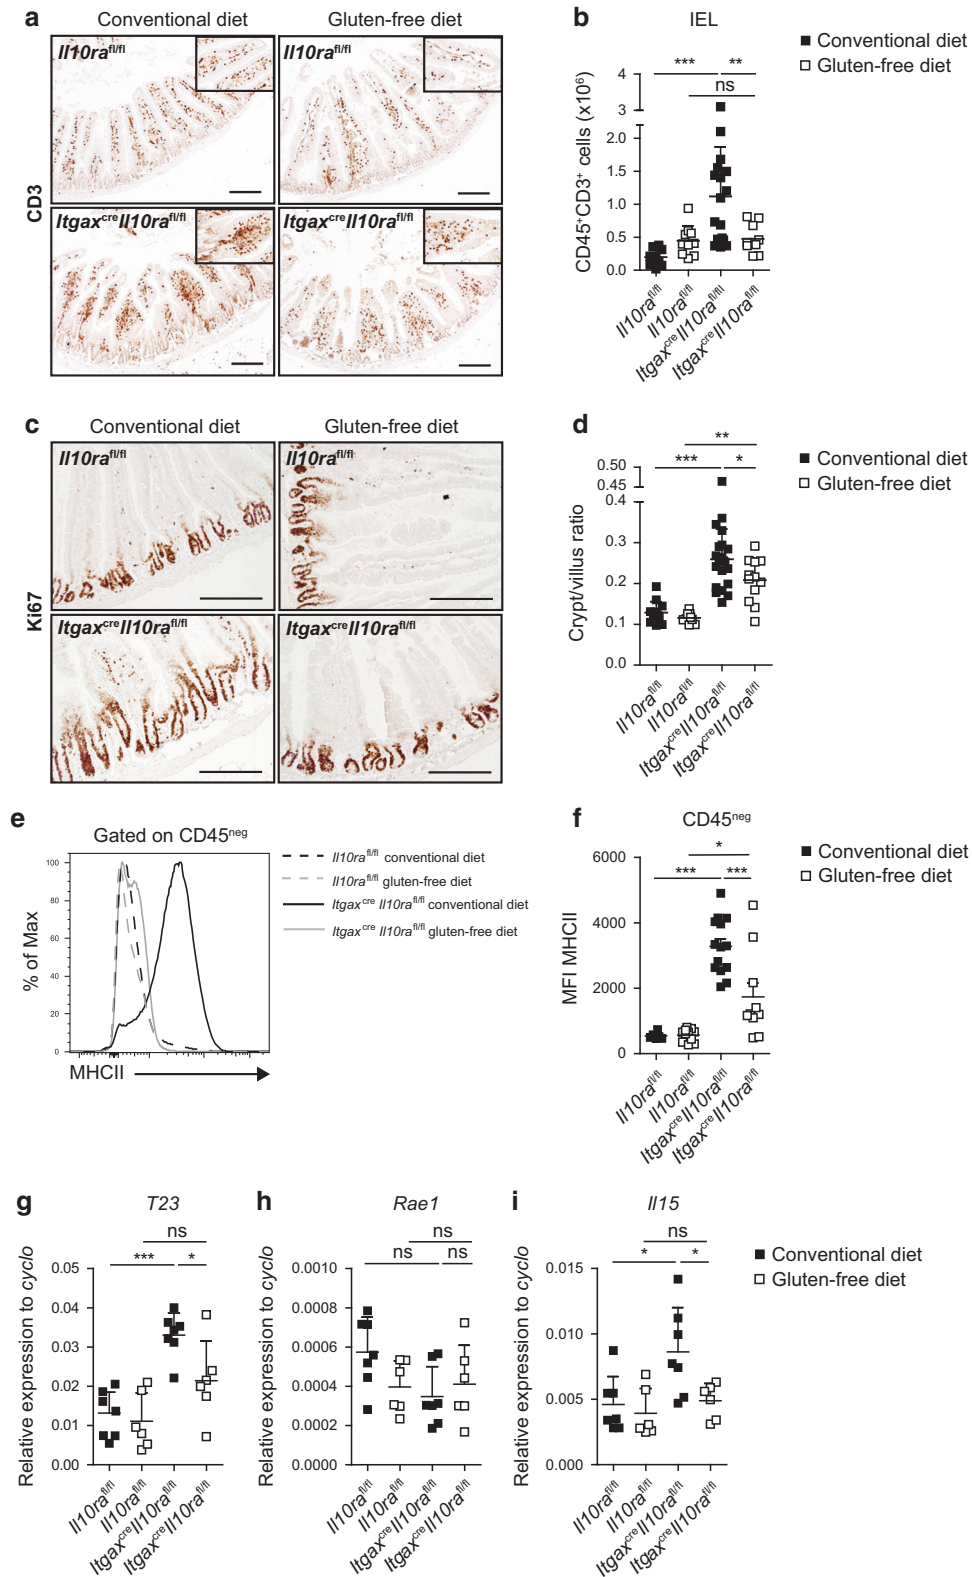 a
Conventional diet
Gluten-free diet
CD3
Il10ra^fl/fl
Il10ra^fl/fl
Itgax^cre Il10ra^fl/fl
Itgax^cre Il10ra^fl/fl
b
IEL
*** **
ns
CD45⁺CD3⁺ cells (x10⁶)
4
3
2.0
1.5
1.0
0.5
0.0
Il10ra^fl/fl
Il10ra^fl/fl
Itgax^cre Il10ra^fl/fl
Itgax^cre Il10ra^fl/fl
Conventional diet
Gluten-free diet
c
Conventional diet
Gluten-free diet
Ki67
Il10ra^fl/fl
Il10ra^fl/fl
Itgax^cre Il10ra^fl/fl
Itgax^cre Il10ra^fl/fl
d
**
*** *
Crypt/villus ratio
0.50
0.45
0.4
0.3
0.2
0.1
0.0
Il10ra^fl/fl
Il10ra^fl/fl
Itgax^cre Il10ra^fl/fl
Itgax^cre Il10ra^fl/fl
Conventional diet
Gluten-free diet
e
Gated on CD45^neg
% of Max
100
80
60
40
20
0
MHCII
Il10ra^fl/fl conventional diet
Il10ra^fl/fl gluten-free diet
Itgax^cre Il10ra^fl/fl conventional diet
Itgax^cre Il10ra^fl/fl gluten-free diet
f
CD45^neg
*
*** ***
MFI MHCII
6000
4000
2000
0
Il10ra^fl/fl
Il10ra^fl/fl
Itgax^cre Il10ra^fl/fl
Itgax^cre Il10ra^fl/fl
Conventional diet
Gluten-free diet
g
T23
ns
*** *
Relative expression to cyclo
0.05
0.04
0.03
0.02
0.01
0.00
Il10ra^fl/fl
Il10ra^fl/fl
Itgax^cre Il10ra^fl/fl
Itgax^cre Il10ra^fl/fl
h
Rae1
ns
ns ns
Relative expression to cyclo
0.0010
0.0008
0.0006
0.0004
0.0002
0.0000
Il10ra^fl/fl
Il10ra^fl/fl
Itgax^cre Il10ra^fl/fl
Itgax^cre Il10ra^fl/fl
i
Il15
ns
* *
Relative expression to cyclo
0.015
0.010
0.005
0.000
Il10ra^fl/fl
Il10ra^fl/fl
Itgax^cre Il10ra^fl/fl
Itgax^cre Il10ra^fl/fl
Conventional diet
Gluten-free diet